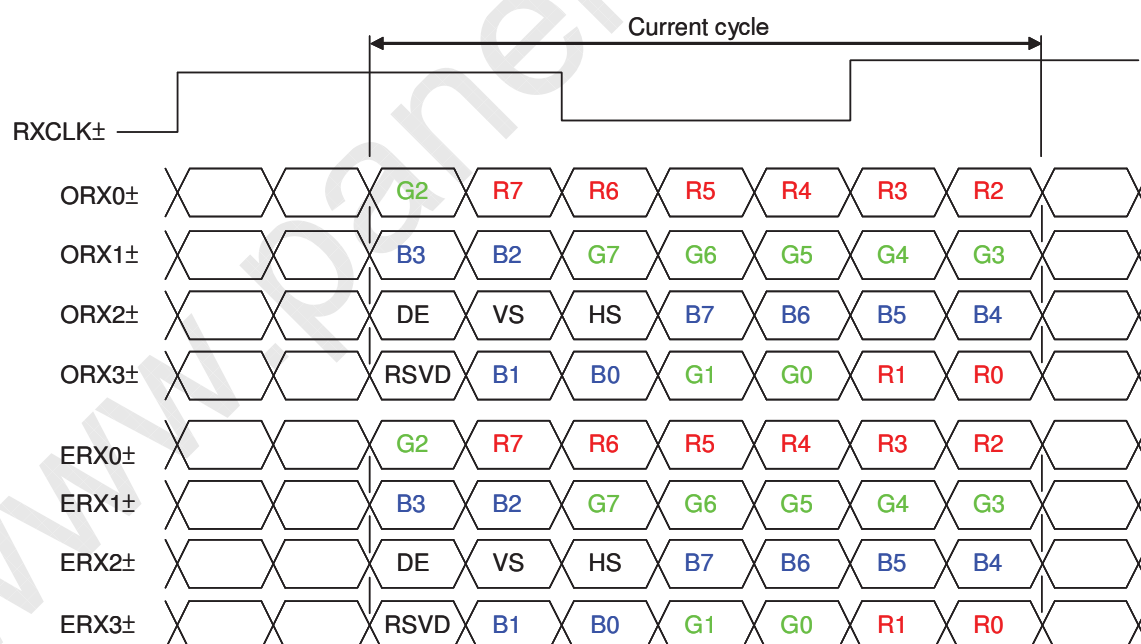 Current cycle
RXCLK±
ORX0± G2 R7 R6 R5 R4 R3 R2
ORX1± B3 B2 G7 G6 G5 G4 G3
ORX2± DE VS HS B7 B6 B5 B4
ORX3± RSVD B1 B0 G1 G0 R1 R0
ERX0± G2 R7 R6 R5 R4 R3 R2
ERX1± B3 B2 G7 G6 G5 G4 G3
ERX2± DE VS HS B7 B6 B5 B4
ERX3± RSVD B1 B0 G1 G0 R1 R0
www.pane